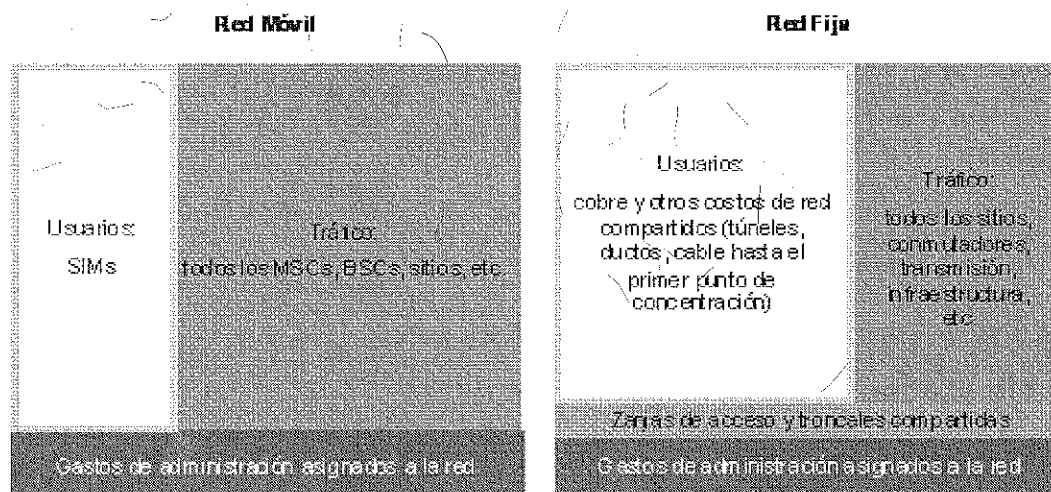 Red Móvil
Usuarios:
SIMs
Tráfico:
todos los MSCs, BSCs, sitios, etc.
Gastos de administración asignados a la red
Red Fija
Usuarios:
cobre y otros costos de red
compartidos (túneles,
ductos, cable hasta el
primer punto de
concentración)
Tráfico:
todos los sitios,
conmutadores,
transmisión,
infraestructura,
etc.
Zanjas de acceso y troncales compartidas
Gastos de administración asignados a la red